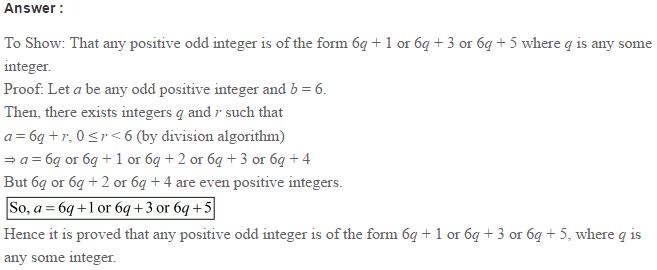 Answer :
To Show: That any positive odd integer is of the form 6q + 1 or 6q + 3 or 6q + 5 where q is any some
integer.
Proof: Let a be any odd positive integer and b = 6.
Then, there exists integers q and r such that
a = 6q + r, 0 ≤ r < 6 (by division algorithm)
⇒ a = 6q or 6q + 1 or 6q + 2 or 6q + 3 or 6q + 4
But 6q or 6q + 2 or 6q + 4 are even positive integers.
So, a = 6q + 1 or 6q + 3 or 6q + 5
Hence it is proved that any positive odd integer is of the form 6q + 1 or 6q + 3 or 6q + 5, where q is
any some integer.